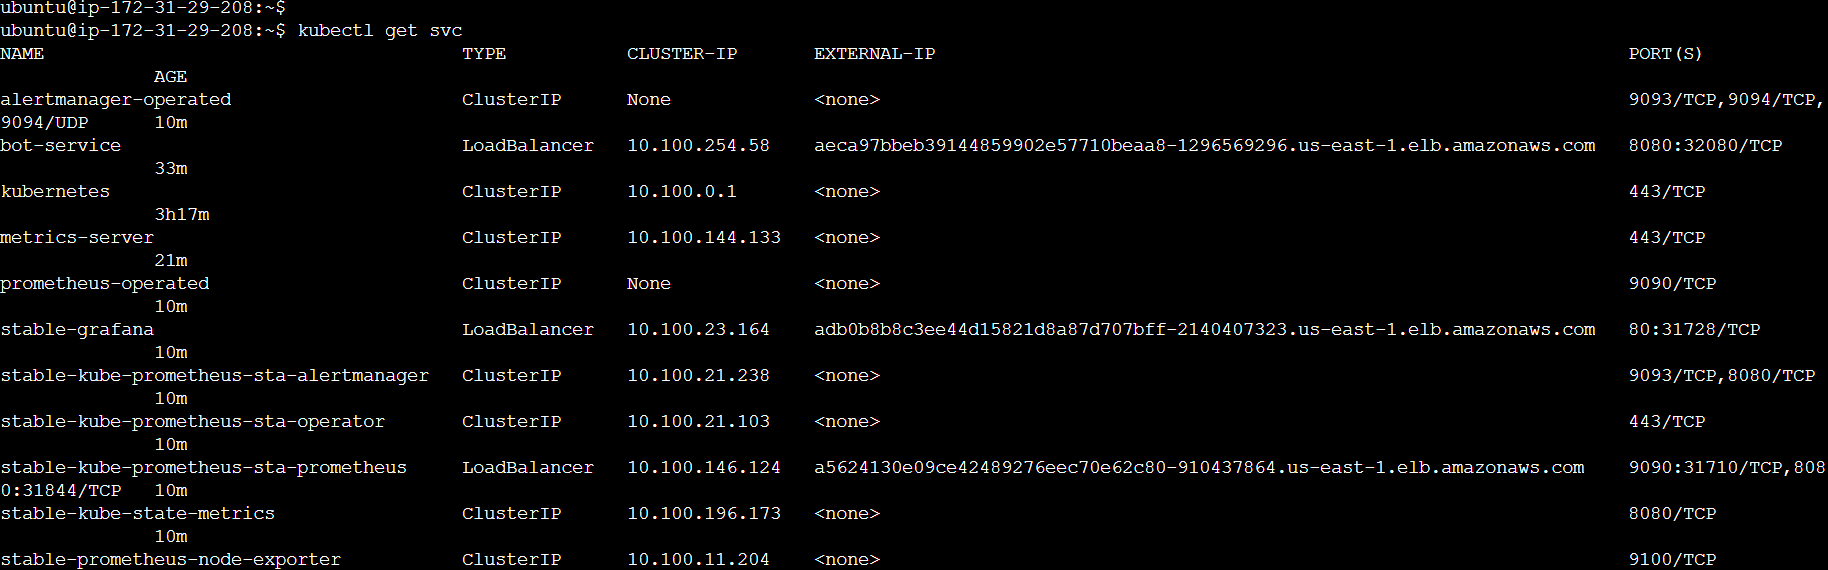 ubuntu@ip-172-31-29-208:~$
ubuntu@ip-172-31-29-208:~$ kubectl get svc
NAME TYPE CLUSTER-IP EXTERNAL-IP PORT(S)
AGE
alertmanager-operated ClusterIP None <none> 9093/TCP,9094/TCP,
9094/UDP 10m
bot-service LoadBalancer 10.100.254.58 aeca97bbeb39144859902e57710beaa8-1296569296.us-east-1.elb.amazonaws.com 8080:32080/TCP
33m
kubernetes ClusterIP 10.100.0.1 <none> 443/TCP
3h17m
metrics-server ClusterIP 10.100.144.133 <none> 443/TCP
21m
prometheus-operated ClusterIP None <none> 9090/TCP
10m
stable-grafana LoadBalancer 10.100.23.164 adb0b8b8c3ee44d15821d8a87d707bff-2140407323.us-east-1.elb.amazonaws.com 80:31728/TCP
10m
stable-kube-prometheus-sta-alertmanager ClusterIP 10.100.21.238 <none> 9093/TCP,8080/TCP
10m
stable-kube-prometheus-sta-operator ClusterIP 10.100.21.103 <none> 443/TCP
10m
stable-kube-prometheus-sta-prometheus LoadBalancer 10.100.146.124 a5624130e09ce42489276eec70e62c80-910437864.us-east-1.elb.amazonaws.com 9090:31710/TCP,808
0:31844/TCP 10m
stable-kube-state-metrics ClusterIP 10.100.196.173 <none> 8080/TCP
10m
stable-prometheus-node-exporter ClusterIP 10.100.11.204 <none> 9100/TCP